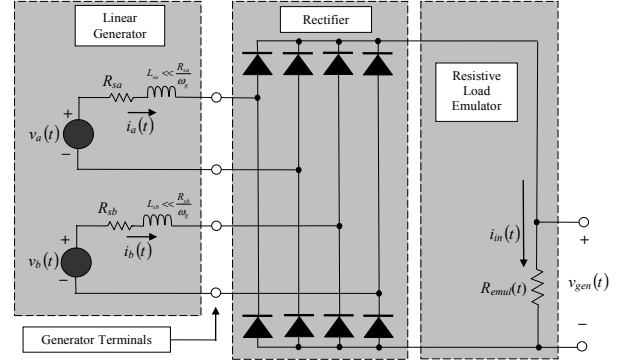 Linear
Generator
Rectifier
Resistive
Load
Emulator
R_sa
L_sa << R_sa/ω_g
+
v_a(t)
−
i_a(t)
R_sb
L_sb << R_sb/ω_g
+
v_b(t)
−
i_b(t)
i_in(t)
R_emul(t)
+
v_gen(t)
−
Generator Terminals